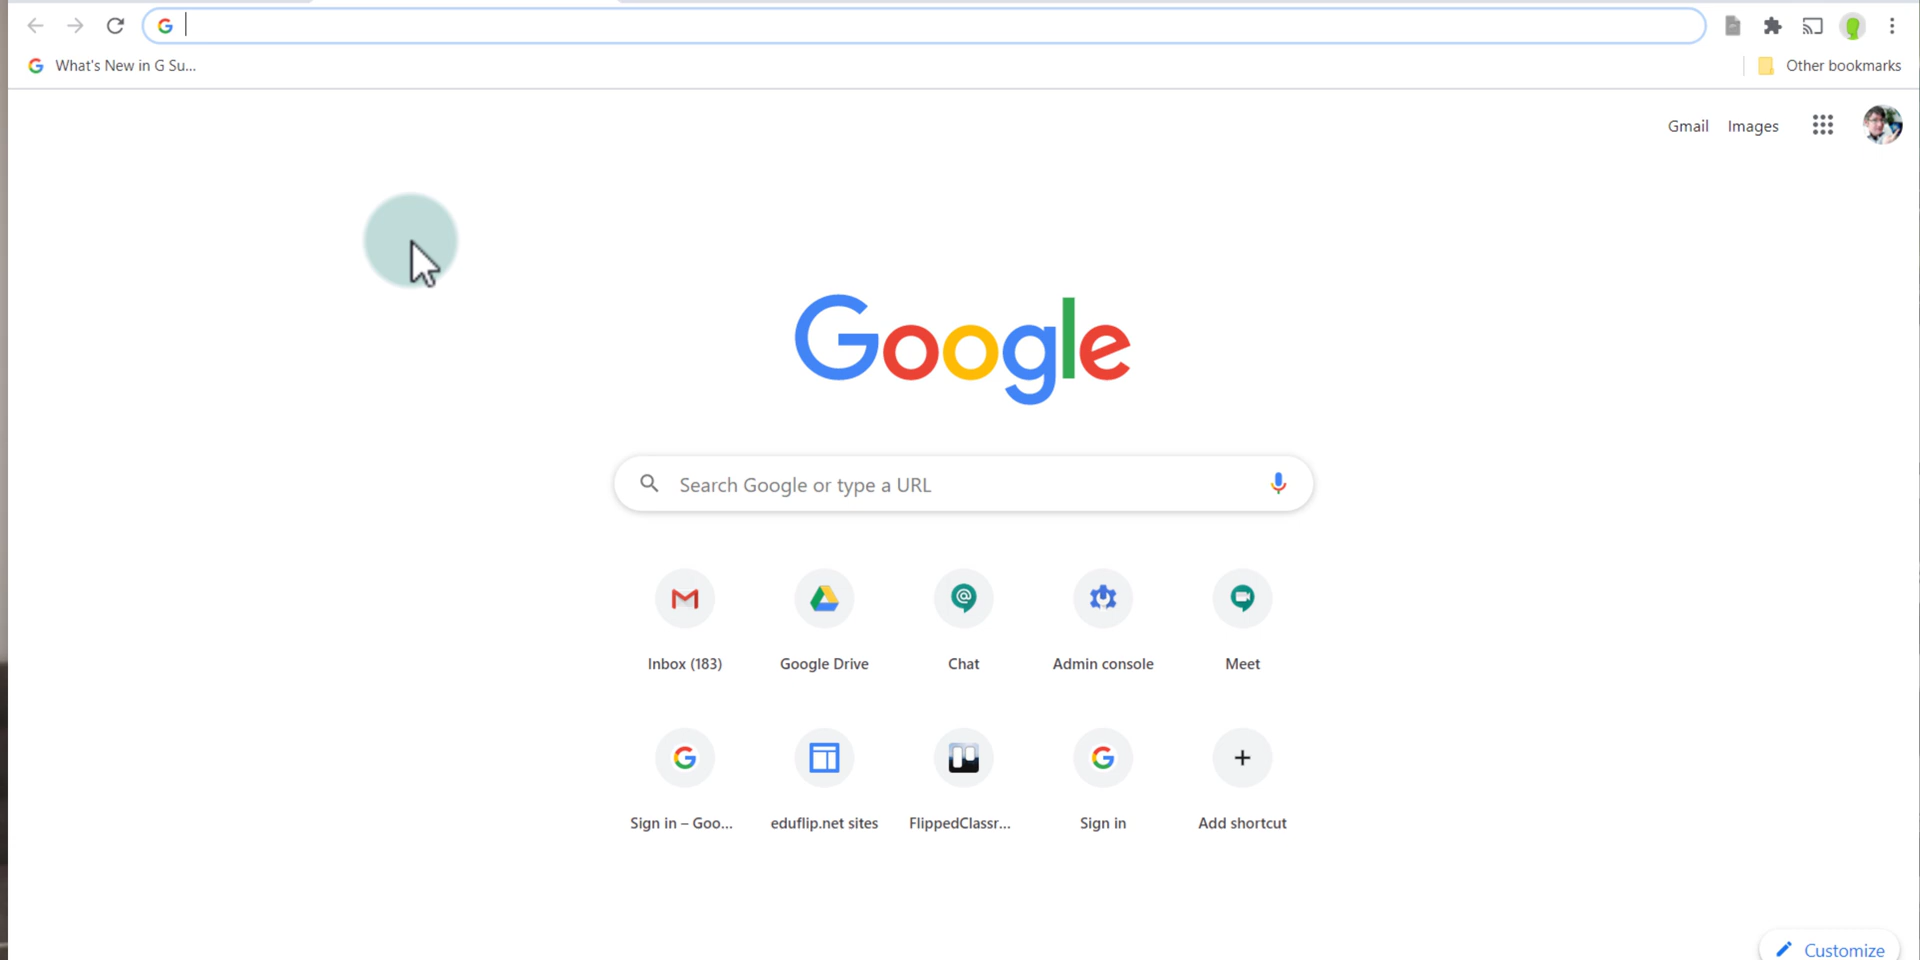 What's New in G Su...
Other bookmarks
Gmail Images
Google
Search Google or type a URL
Inbox (183) Google Drive Chat Admin console Meet
Sign in – Goo... eduflip.net sites FlippedClassr... Sign in Add shortcut
Customize